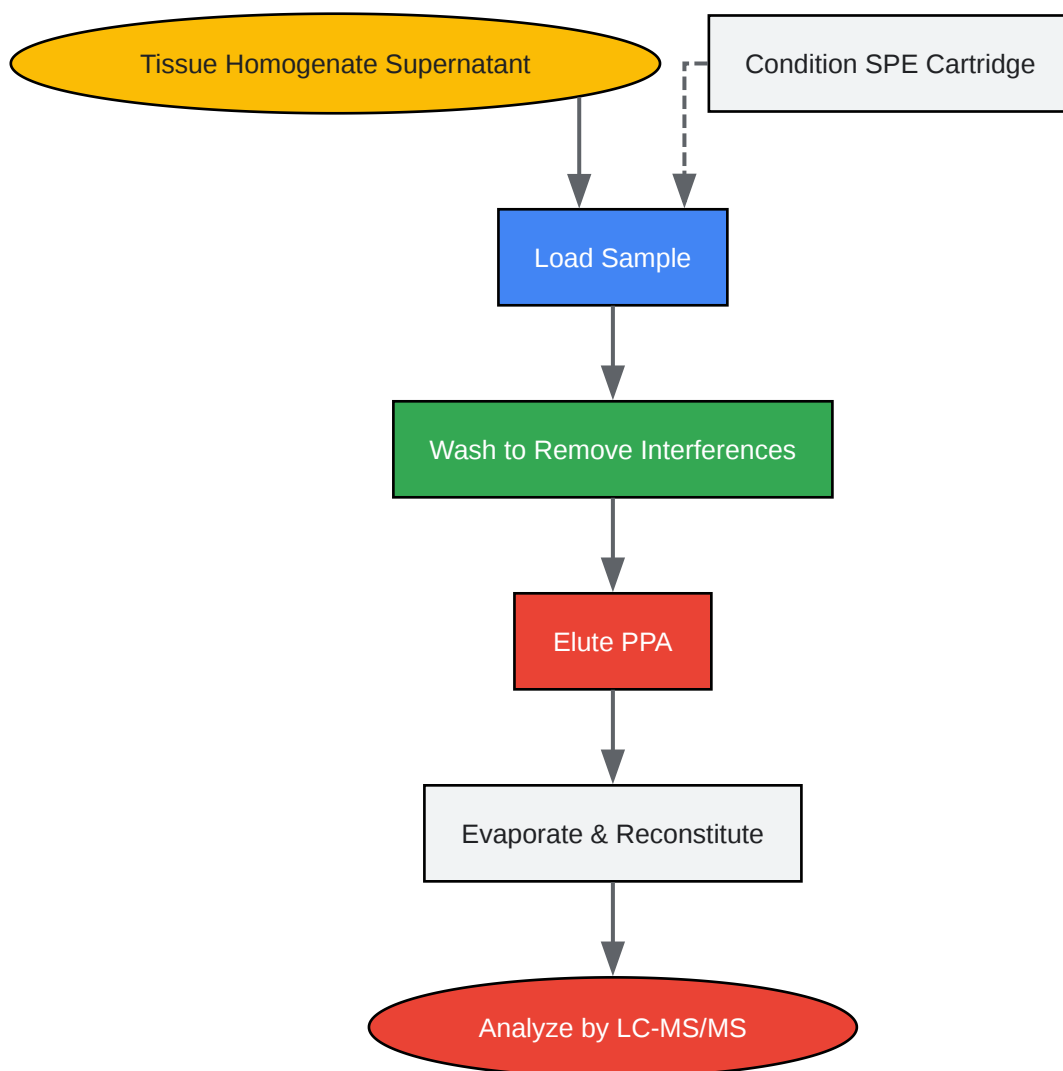 Tissue Homogenate Supernatant
Condition SPE Cartridge
Load Sample
Wash to Remove Interferences
Elute PPA
Evaporate & Reconstitute
Analyze by LC-MS/MS